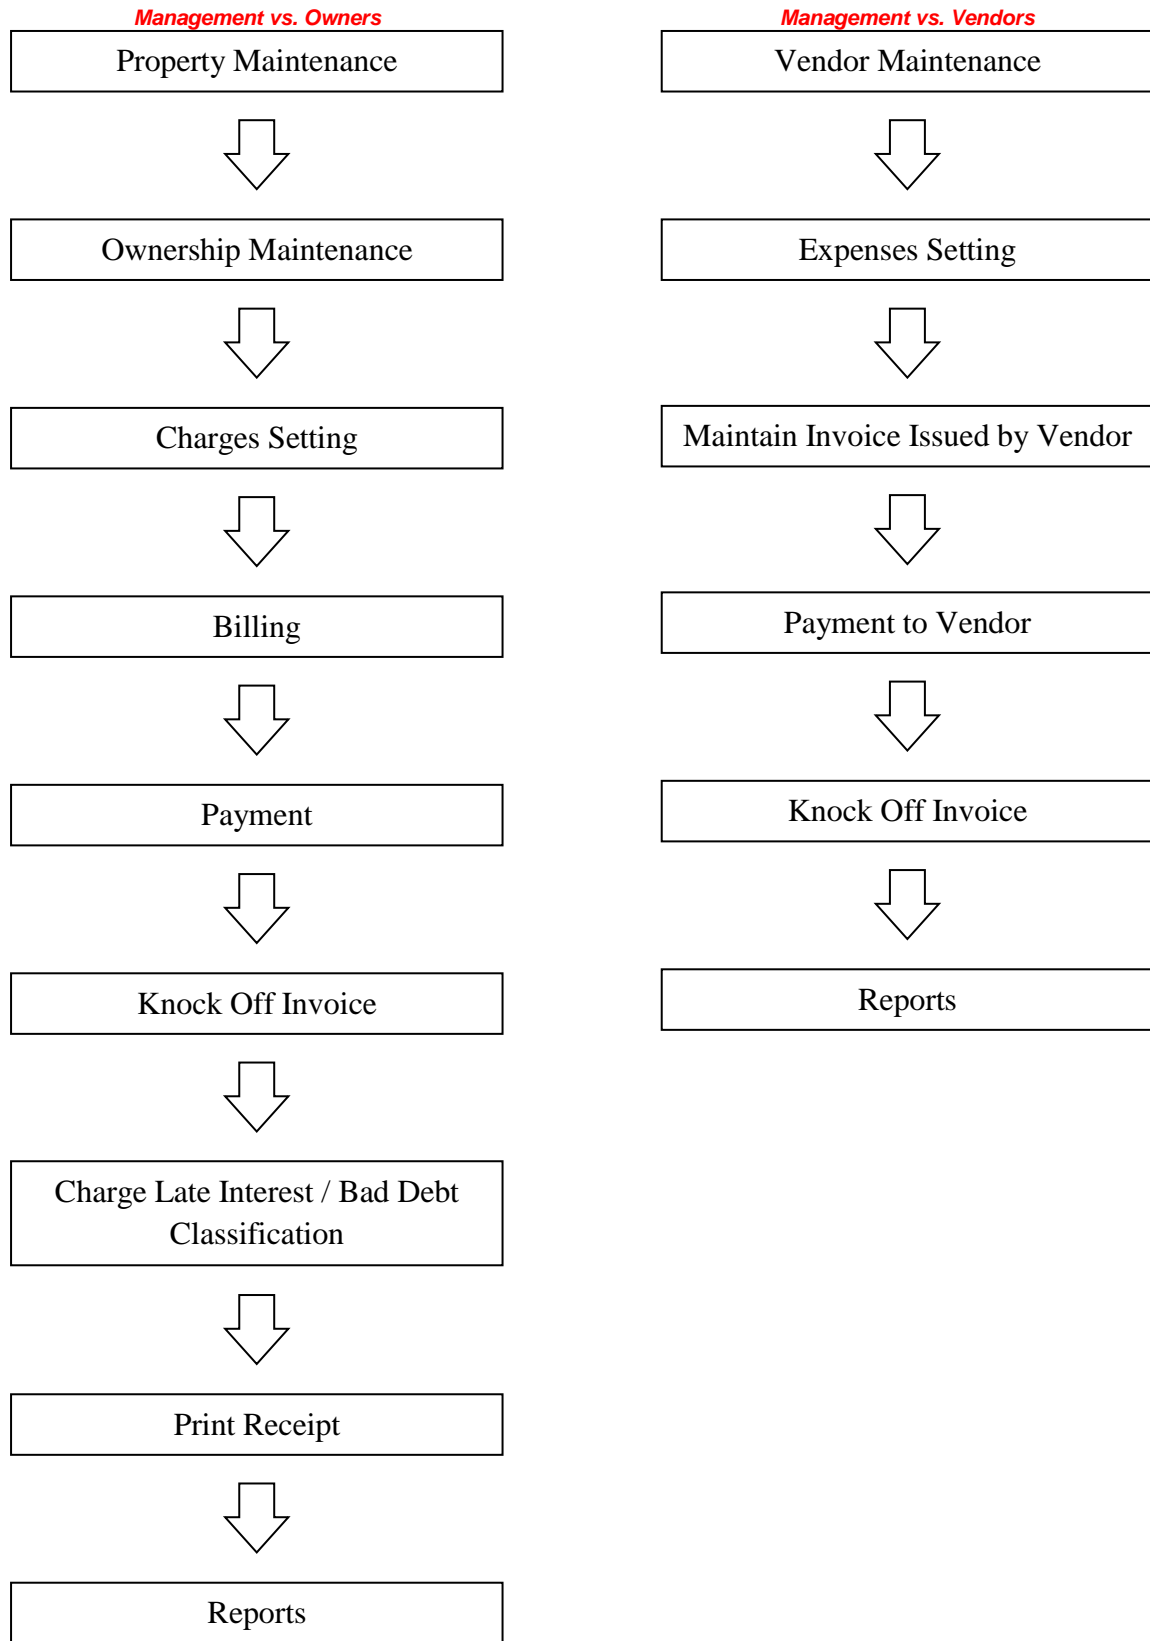 Management vs. Owners
Property Maintenance
Ownership Maintenance
Charges Setting
Billing
Payment
Knock Off Invoice
Charge Late Interest / Bad Debt
Classification
Print Receipt
Reports
Management vs. Vendors
Vendor Maintenance
Expenses Setting
Maintain Invoice Issued by Vendor
Payment to Vendor
Knock Off Invoice
Reports